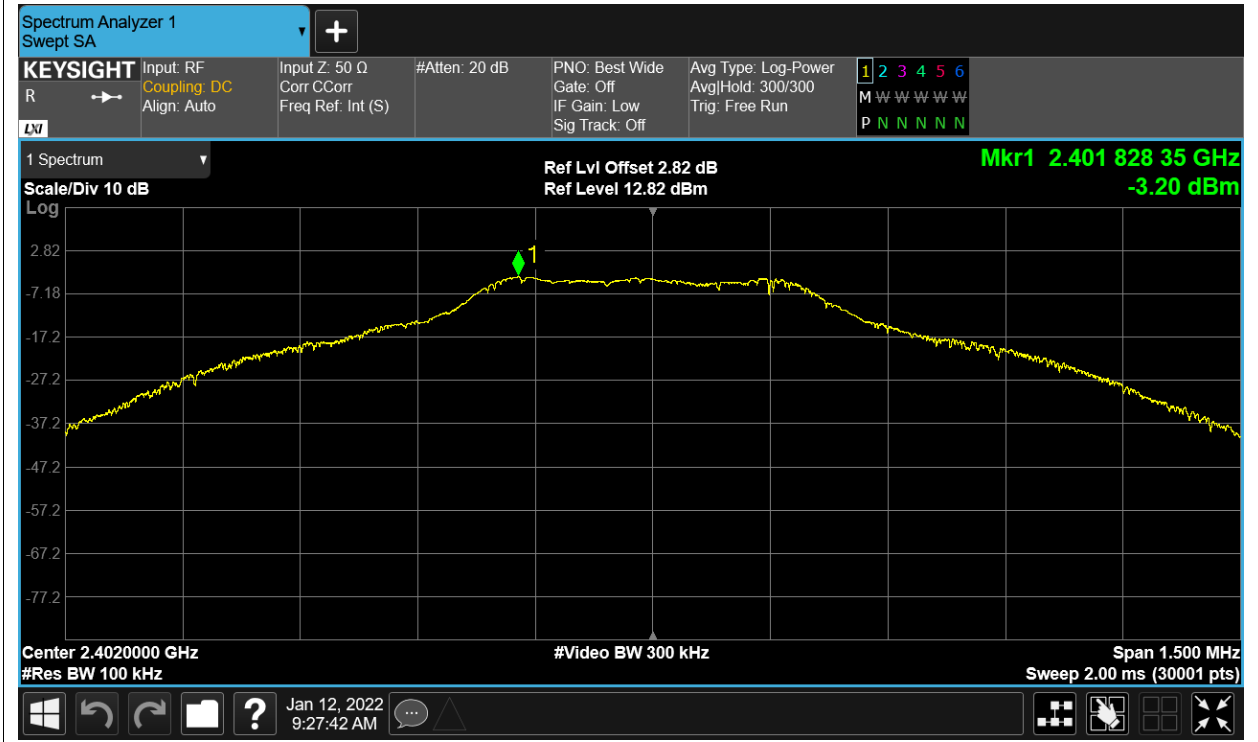 Spectrum Analyzer 1
Swept SA
KEYSIGHT
R
LXI
Input: RF
Coupling: DC
Align: Auto
Input Z: 50 Ω
Corr CCorr
Freq Ref: Int (S)
#Atten: 20 dB
PNO: Best Wide
Gate: Off
IF Gain: Low
Sig Track: Off
Avg Type: Log-Power
Avg|Hold: 300/300
Trig: Free Run
1 2 3 4 5 6
M W W W W W
P N N N N N
1 Spectrum
Scale/Div 10 dB
Log
Ref Lvl Offset 2.82 dB
Ref Level 12.82 dBm
Mkr1 2.401 828 35 GHz
-3.20 dBm
1
2.82
-7.18
-17.2
-27.2
-37.2
-47.2
-57.2
-67.2
-77.2
Center 2.4020000 GHz
#Video BW 300 kHz
Span 1.500 MHz
#Res BW 100 kHz
Sweep 2.00 ms (30001 pts)
?
Jan 12, 2022
9:27:42 AM